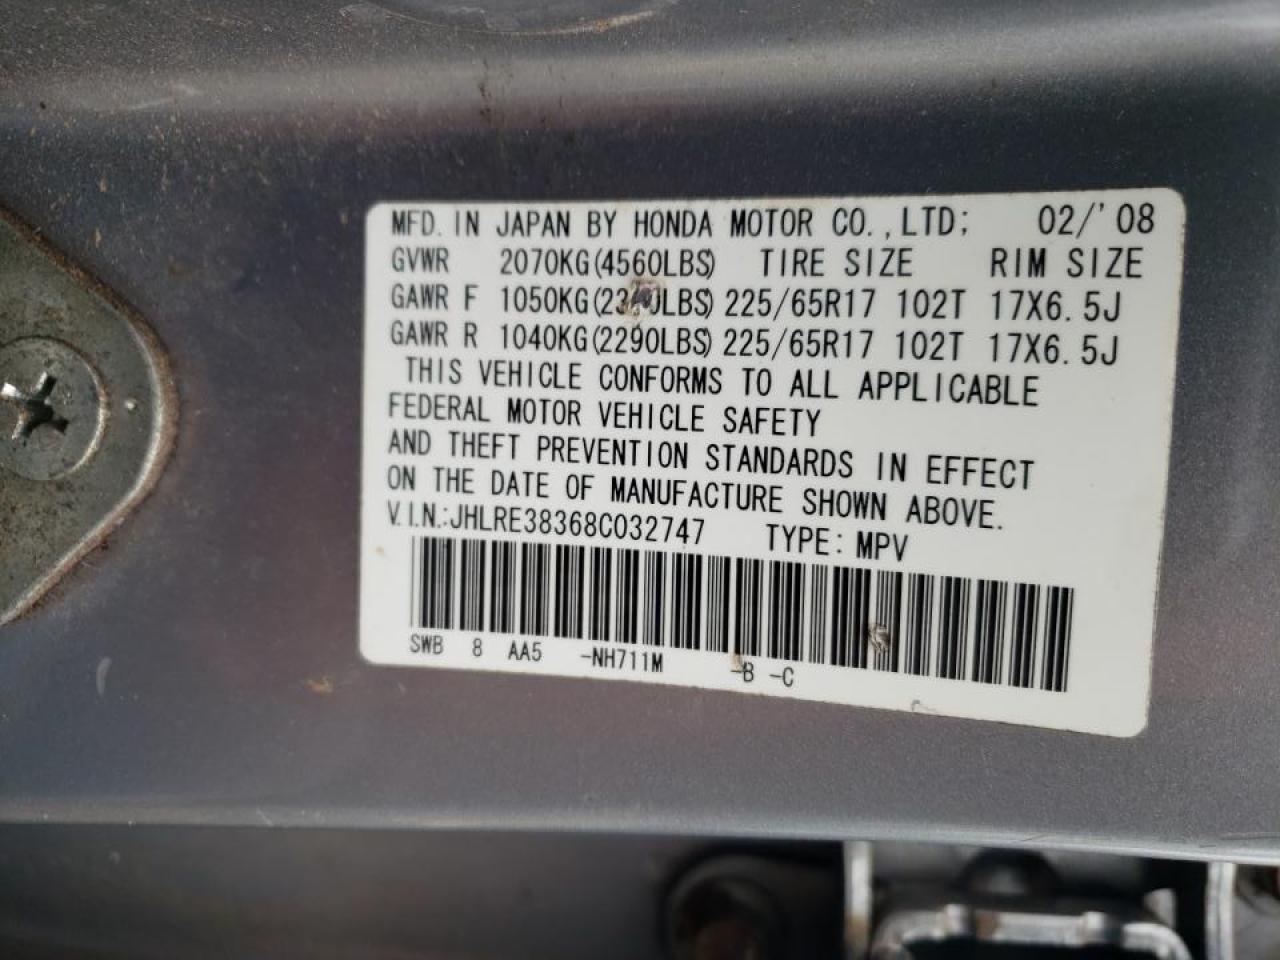 MFD. IN JAPAN BY HONDA MOTOR CO., LTD; 02/'08
GVWR 2070KG(4560LBS) TIRE SIZE RIM SIZE
GAWR F 1050KG 225/65R17 102T 17X6.5J
GAWR R 1040KG(2290LBS) 225/65R17 102T 17X6.5J
THIS VEHICLE CONFORMS TO ALL APPLICABLE
FEDERAL MOTOR VEHICLE SAFETY
AND THEFT PREVENTION STANDARDS IN EFFECT
ON THE DATE OF MANUFACTURE SHOWN ABOVE.
V.I.N.:JHLRE38368C032747 TYPE: MPV
SWB 8 AA5 -NH711M -B -C